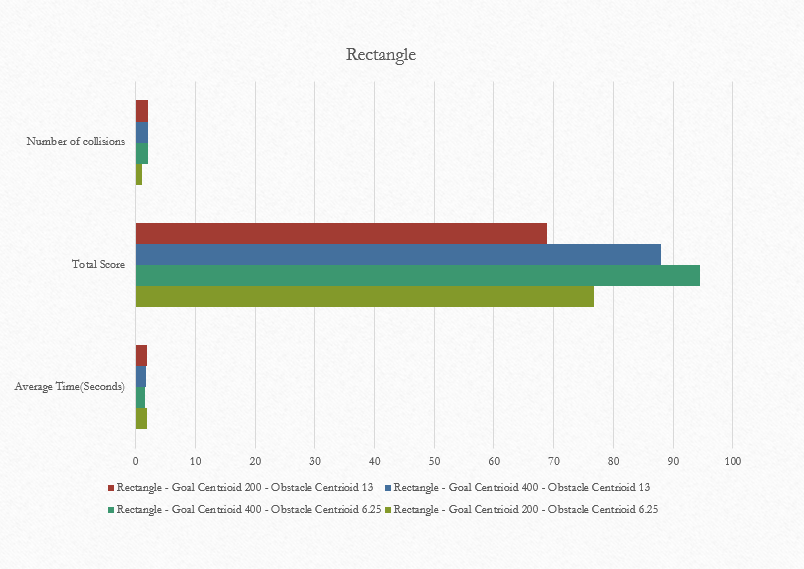 Rectangle
Number of collisions
Total Score
Average Time(Seconds)
0 10 20 30 40 50 60 70 80 90 100
Rectangle - Goal Centrioid 200 - Obstacle Centrioid 13 Rectangle - Goal Centrioid 400 - Obstacle Centrioid 13
Rectangle - Goal Centrioid 400 - Obstacle Centrioid 6.25 Rectangle - Goal Centrioid 200 - Obstacle Centrioid 6.25